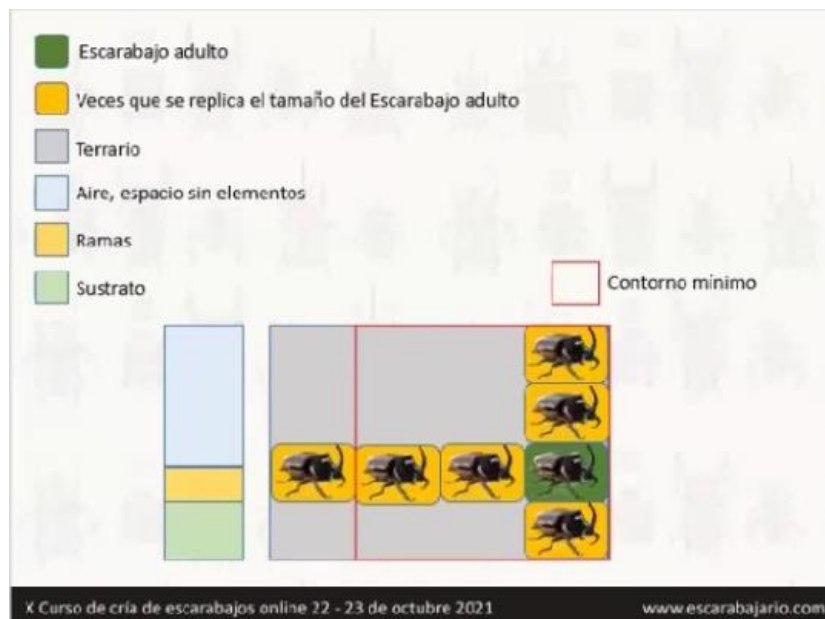 Escarabajo adulto
Veces que se replica el tamaño del Escarabajo adulto
Terrario
Aire, espacio sin elementos
Ramas
Sustrato
Contorno mínimo
X Curso de cría de escarabajos online 22 - 23 de octubre 2021
www.escarabajario.com